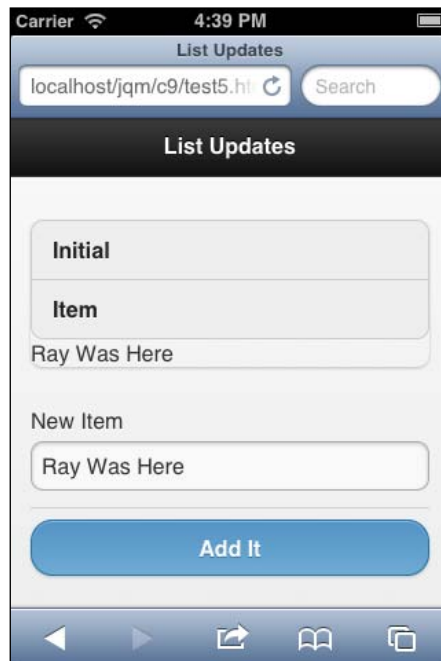 Carrier 4:39 PM
List Updates
localhost/jqm/c9/test5.ht Search
List Updates
Initial
Item
Ray Was Here
New Item
Ray Was Here
Add It